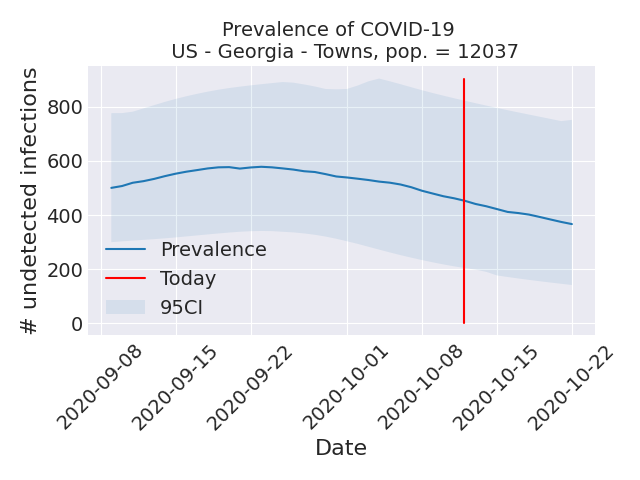 Prevalence of COVID-19
US - Georgia - Towns, pop. = 12037
# undetected infections
800
600
400
200
0
Prevalence
Today
95CI
2020-09-08
2020-09-15
2020-09-22
2020-10-01
2020-10-08
2020-10-15
2020-10-22
Date